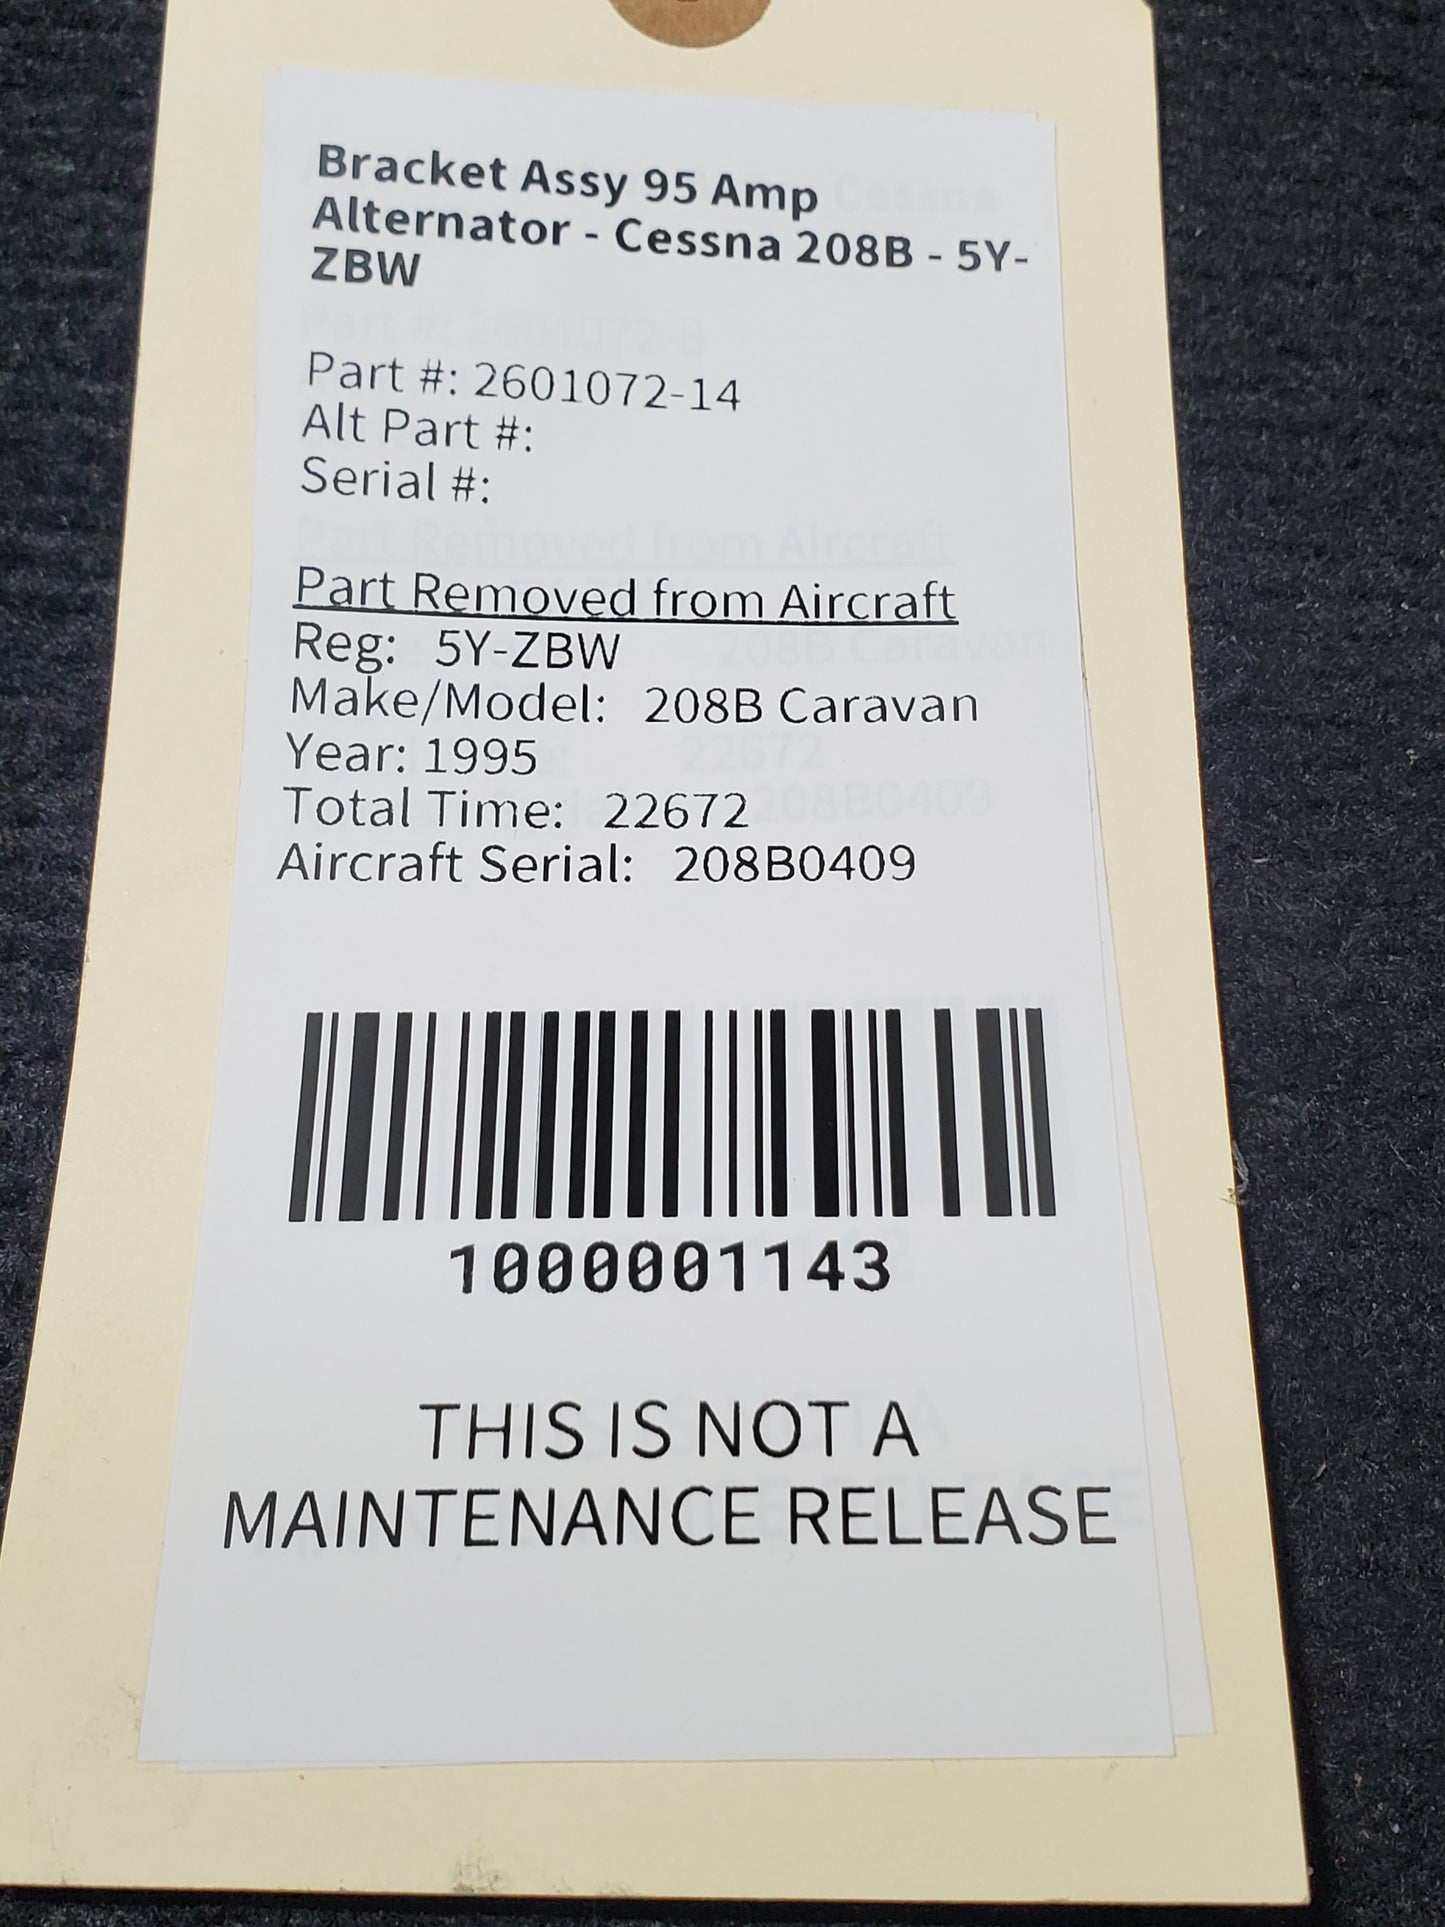 Bracket Assy 95 Amp
Alternator - Cessna 208B - 5Y-
ZBW
Part #: 2601072-14
Alt Part #:
Serial #:
Part Removed from Aircraft
Reg: 5Y-ZBW
Make/Model: 208B Caravan
Year: 1995
Total Time: 22672
Aircraft Serial: 208B0409
1000001143
THIS IS NOT A
MAINTENANCE RELEASE